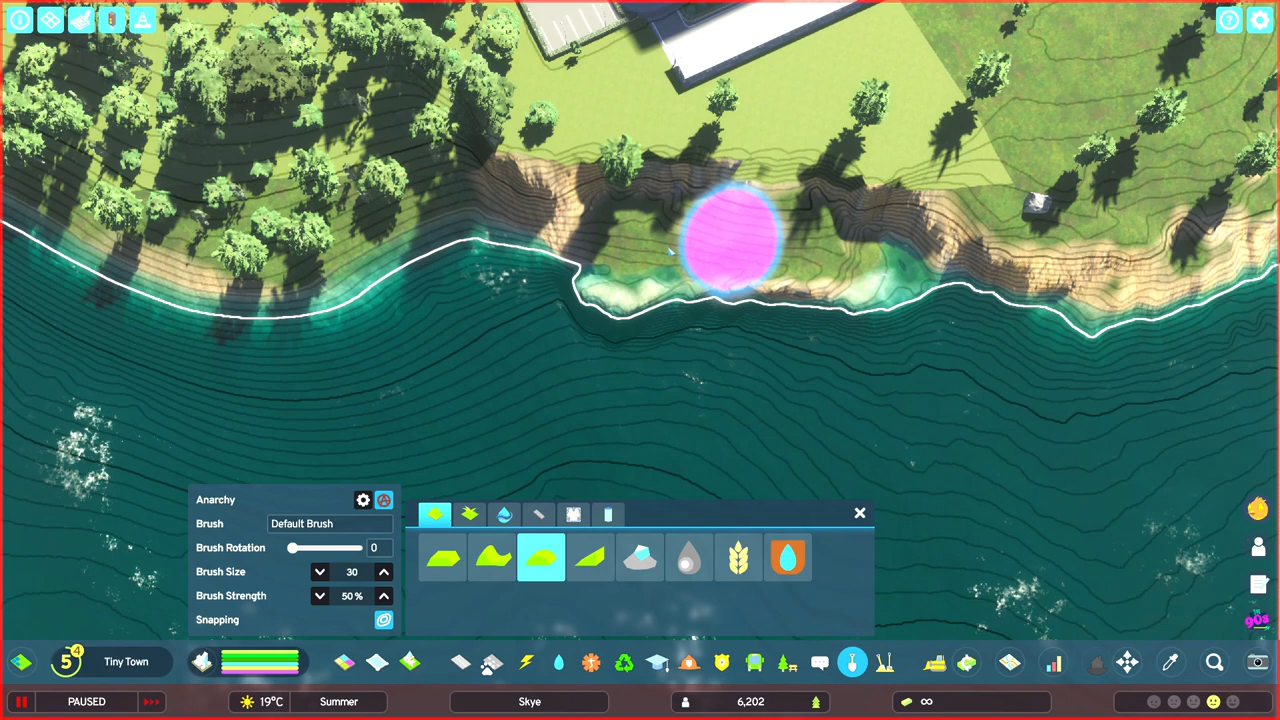 Anarchy
Brush
Default Brush
Brush Rotation
0
Brush Size
30
Brush Strength
50 %
Snapping
5
4
Tiny Town
PAUSED
19°C
Summer
Skye
6,202
∞
90s